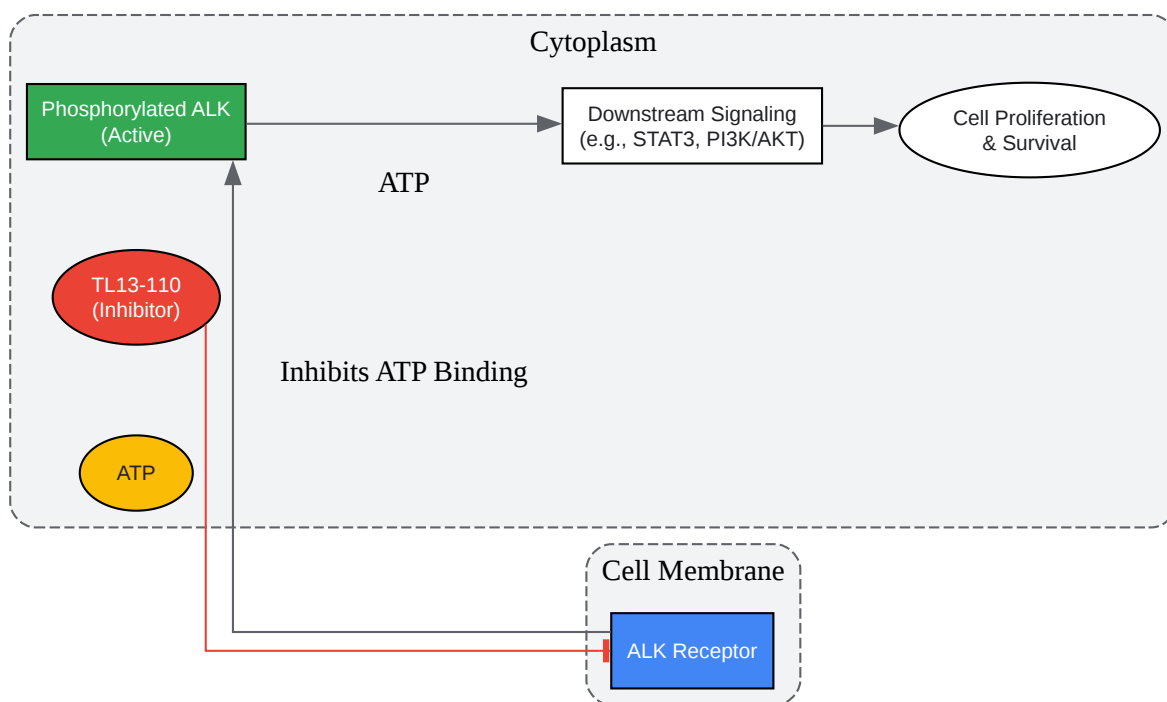 Cytoplasm
Phosphorylated ALK
(Active)
Downstream Signaling
(e.g., STAT3, PI3K/AKT)
Cell Proliferation
& Survival
ATP
TL13-110
(Inhibitor)
Inhibits ATP Binding
ATP
Cell Membrane
ALK Receptor